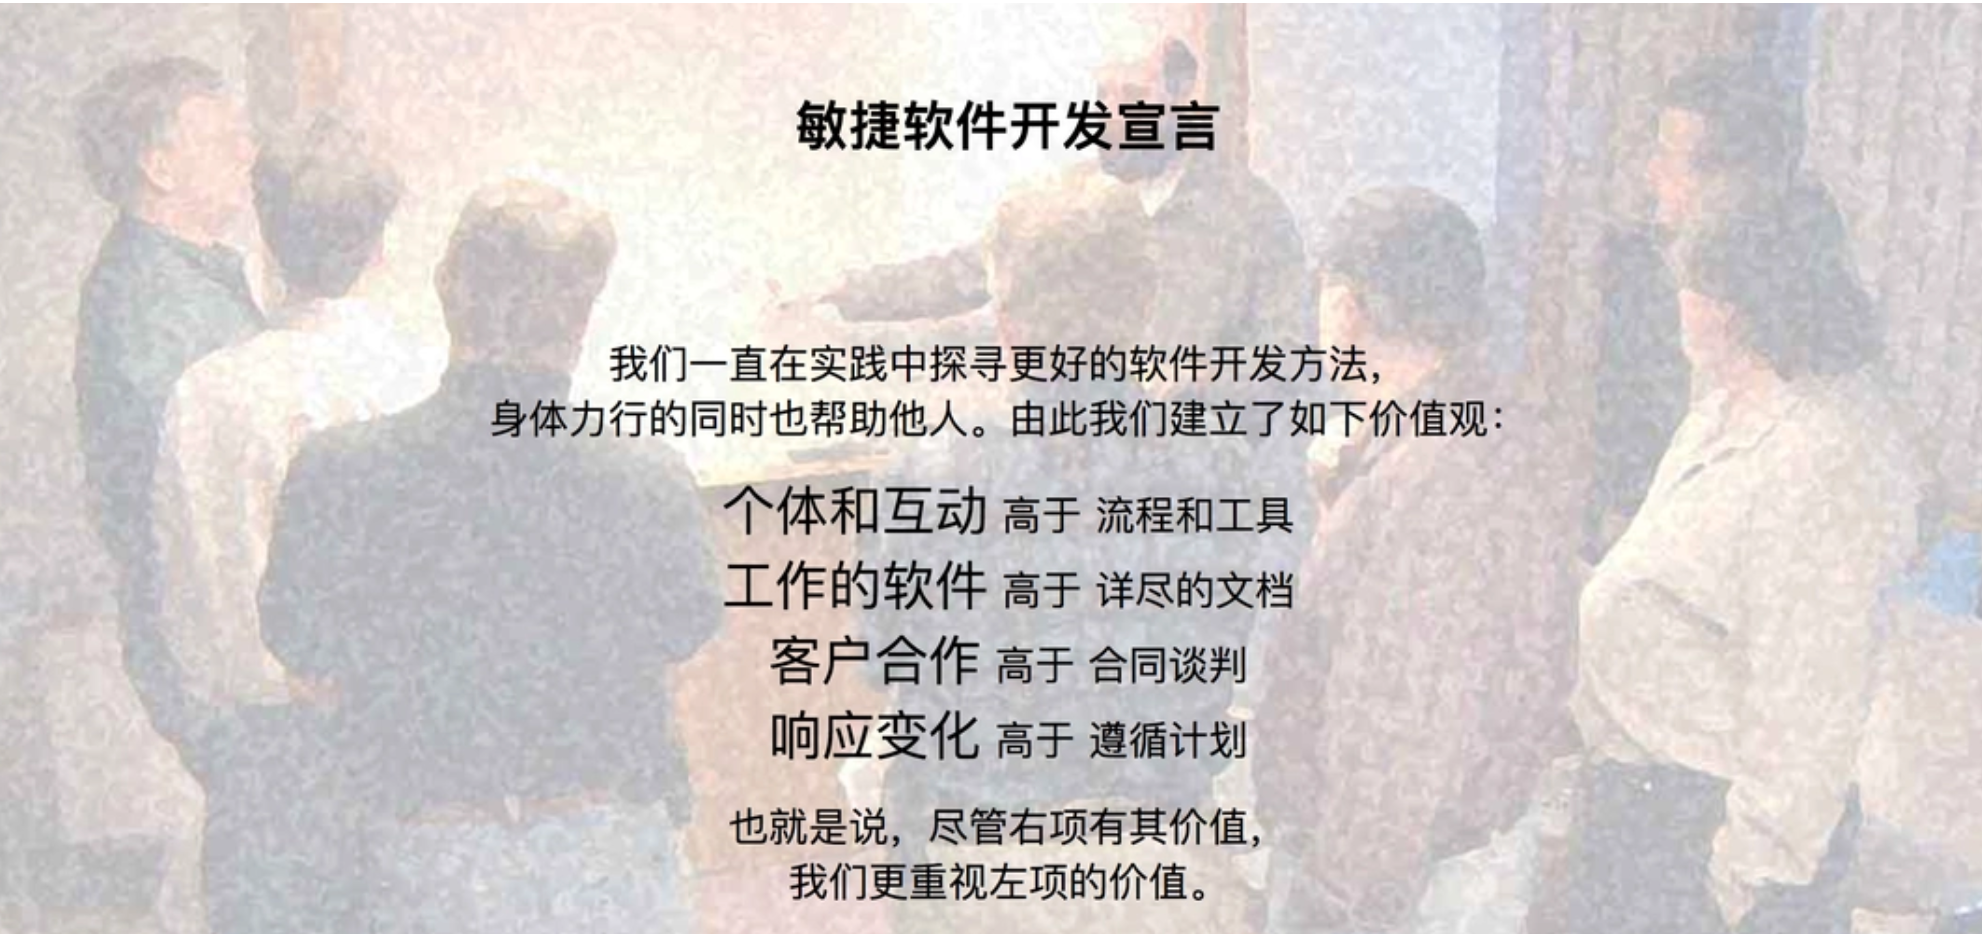 敏捷软件开发宣言
我们一直在实践中探寻更好的软件开发方法，
身体力行的同时也帮助他人。由此我们建立了如下价值观：
个体和互动 高于 流程和工具
工作的软件 高于 详尽的文档
客户合作 高于 合同谈判
响应变化 高于 遵循计划
也就是说，尽管右项有其价值，
我们更重视左项的价值。